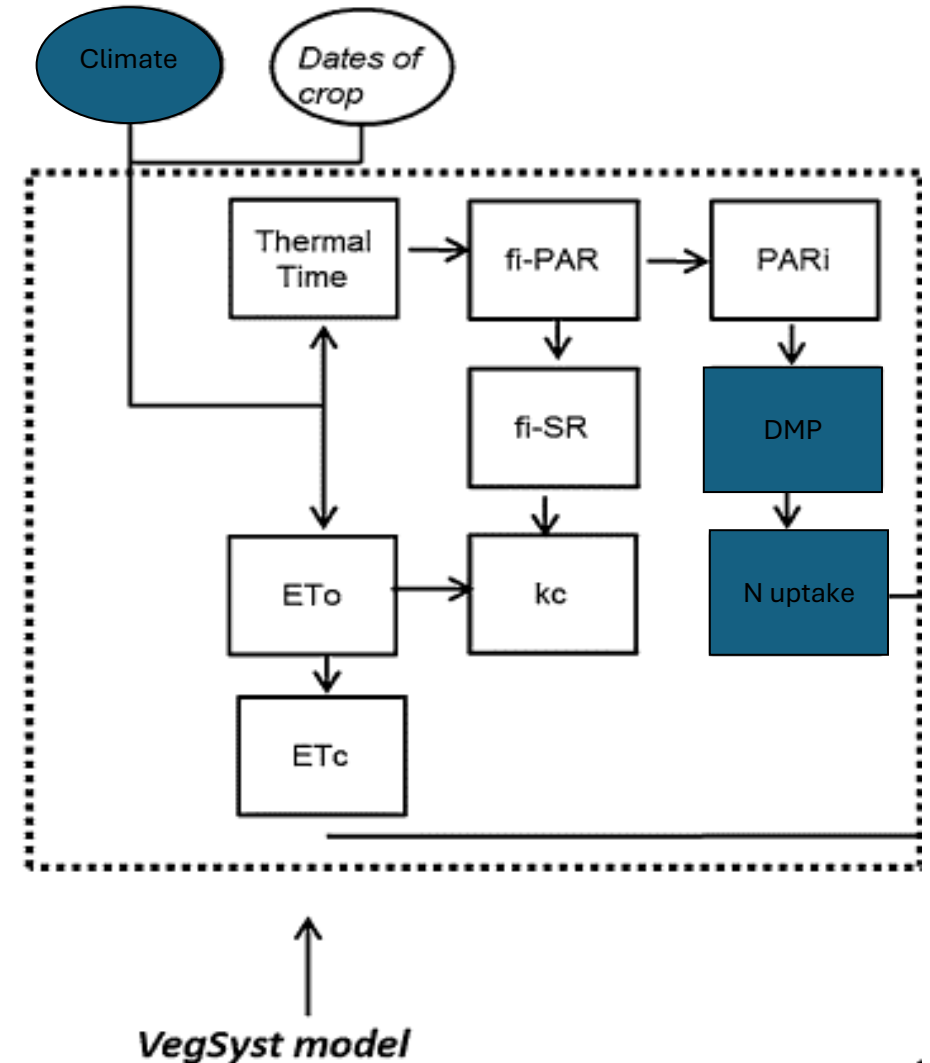 Climate
Dates of
crop
Thermal
Time
fi-PAR
PARi
fi-SR
DMP
ETo
kc
N uptake
ETc
VegSyst model